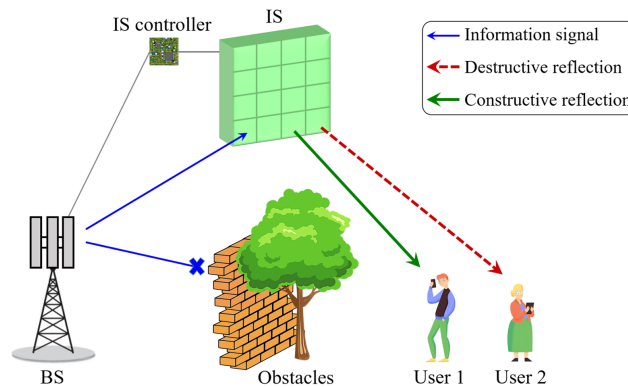 IS controller
IS
Information signal
Destructive reflection
Constructive reflection
BS
Obstacles
User 1
User 2